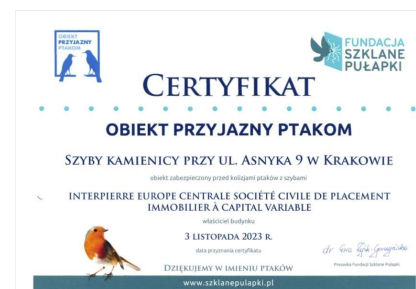 OBIEKT
PRZYJAZNY
PTAKOM
FUNDACJA
SZKLANE
PUŁAPKI
CERTYFIKAT
OBIEKT PRZYJAZNY PTAKOM
SZYBY KAMIENICY PRZY UL. ASNYKA 9 W KRAKOWIE
obiekt zabezpieczony przed kolizjami ptaków z szybami
INTERPIERRE EUROPE CENTRALE SOCIÉTÉ CIVILE DE PLACEMENT
IMMOBILIER À CAPITAL VARIABLE
właściciel budynku
3 LISTOPADA 2023 R.
data przyznania certyfikatu
dr Ewa
Prezeska Fundacji Szklane Pułapki
DZIĘKUJEMY W IMIENIU PTAKÓW
www.szklanepulapki.pl